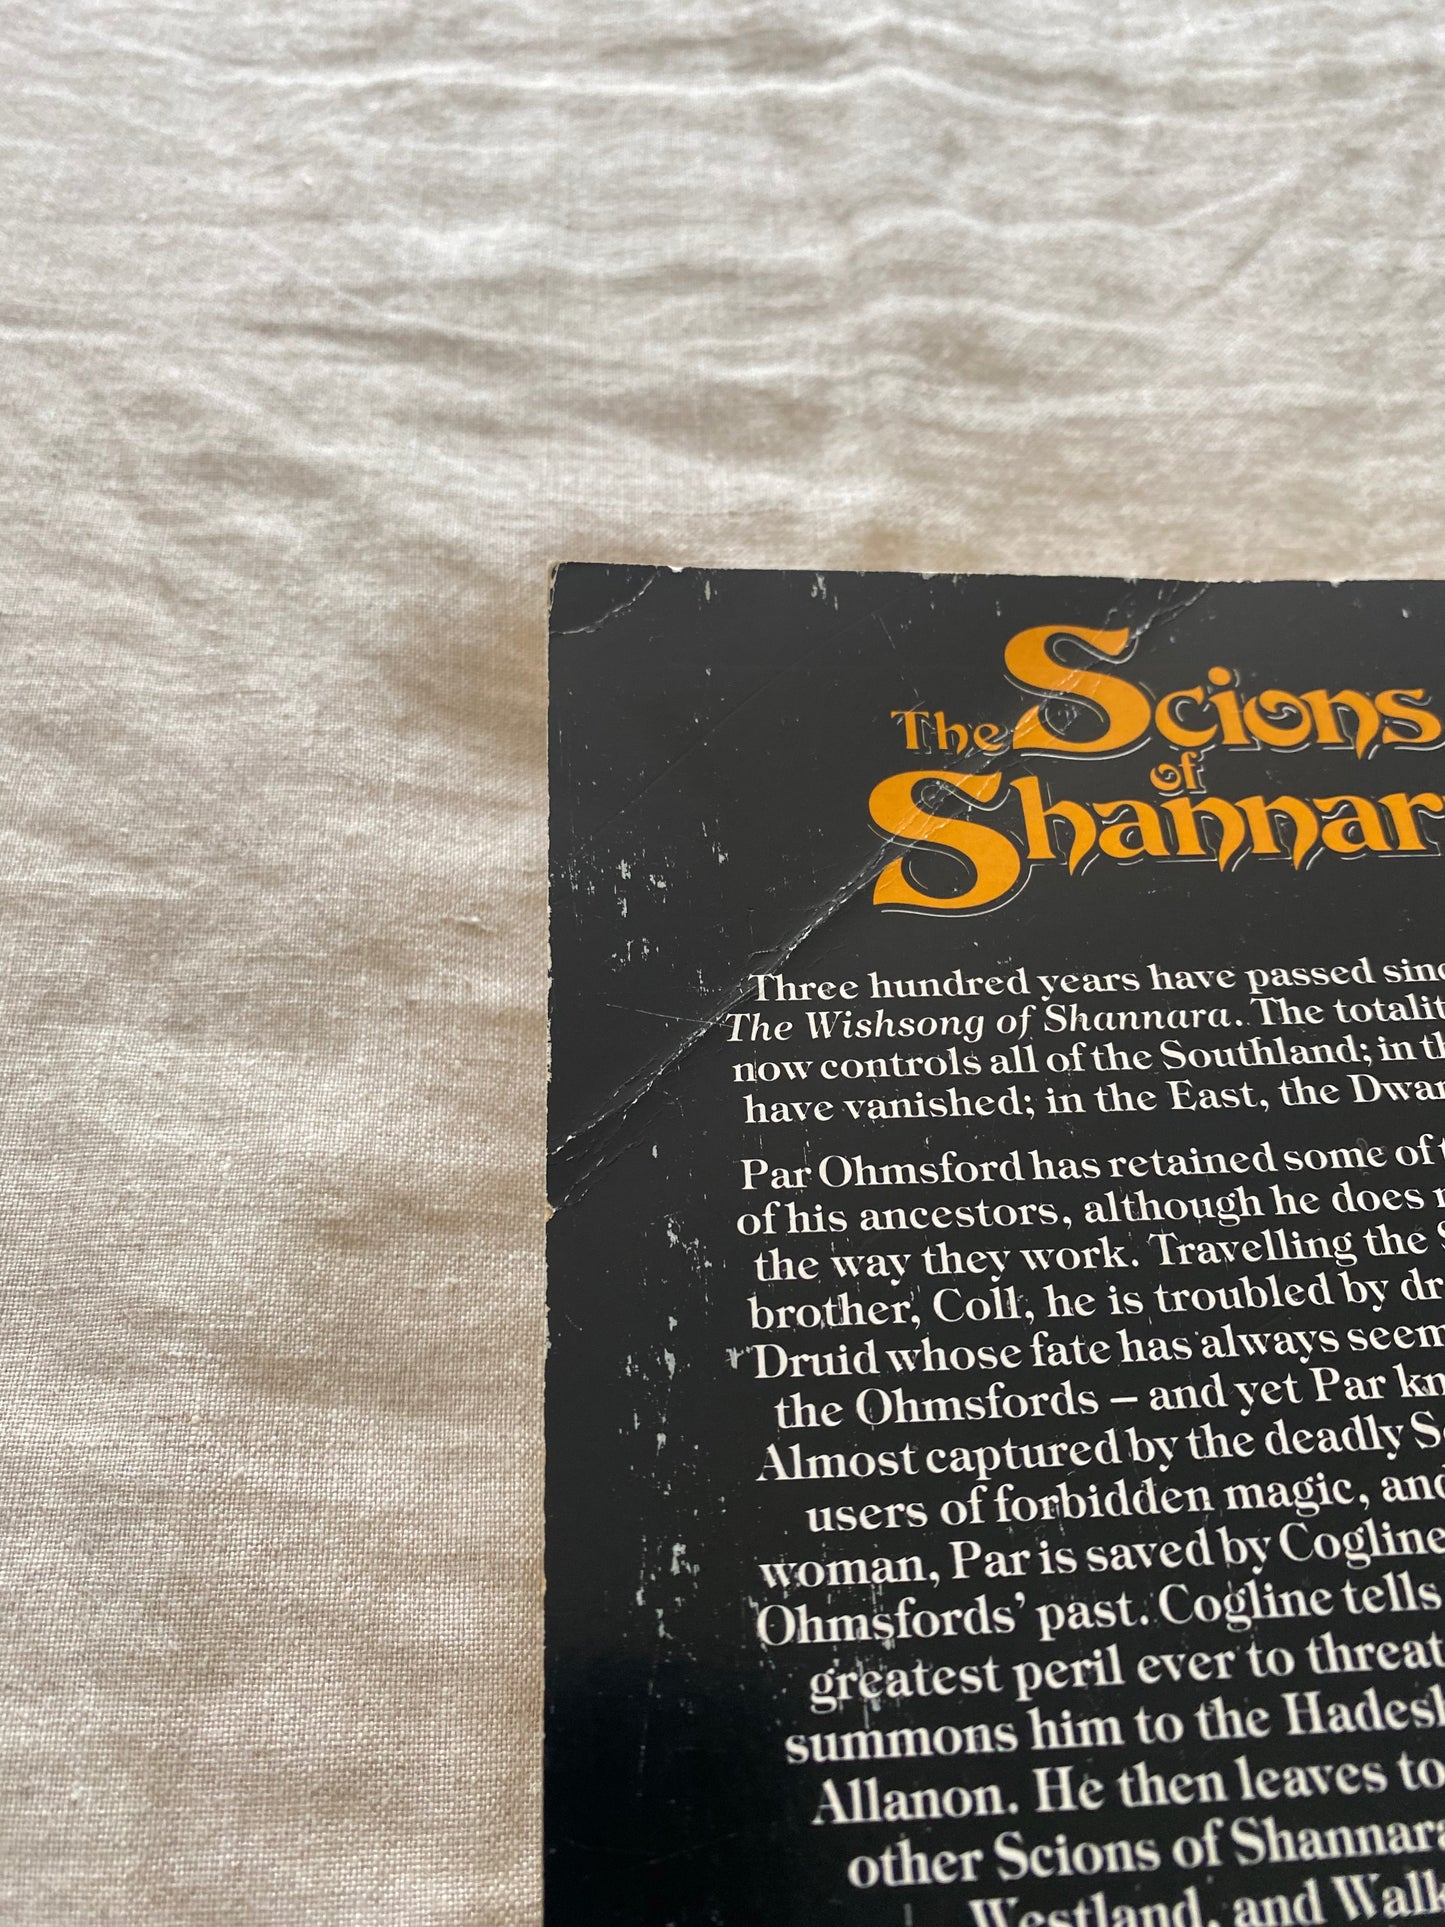 The Scions
of
Shannar
Three hundred years have passed sinc
The Wishsong of Shannara. The totalit
now controls all of the Southland; in th
have vanished; in the East, the Dwar
Par Ohmsford has retained some of t
of his ancestors, although he does n
the way they work. Travelling the S
brother, Coll, he is troubled by dr
Druid whose fate has always seem
the Ohmsfords – and yet Par kn
Almost captured by the deadly Se
users of forbidden magic, and
woman, Par is saved by Cogline
Ohmsfords' past. Cogline tells
greatest peril ever to threat
summons him to the Hadesh
Allanon. He then leaves to
other Scions of Shannara
Westland, and Walk